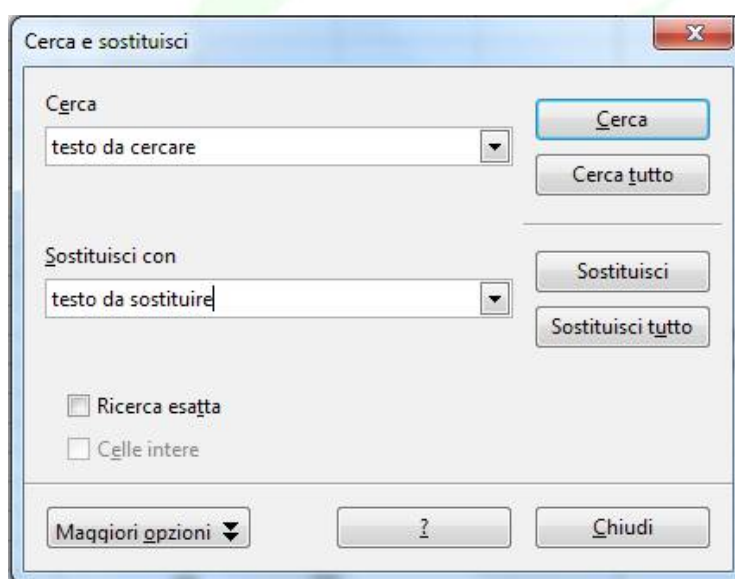 Cerca e sostituisci
Cerca
testo da cercare
Cerca
Cerca tutto
Sostituisci con
testo da sostituire
Sostituisci
Sostituisci tutto
Ricerca esatta
Celle intere
Maggiori opzioni
?
Chiudi